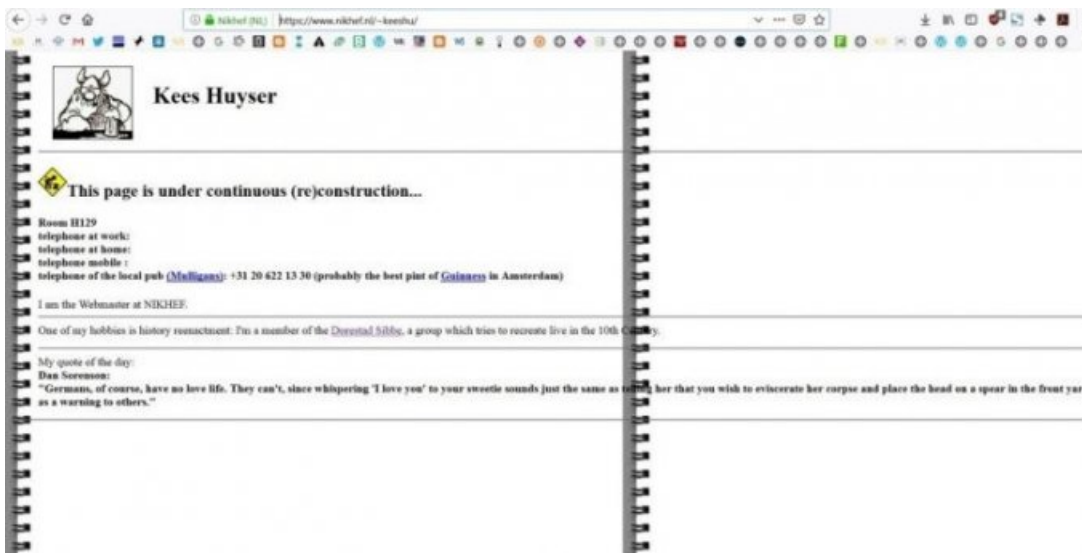 Nikhef (NL) https://www.nikhef.nl/~keeshu/
Kees Huyser
This page is under continuous (re)construction...
Room H129
telephone at work:
telephone at home:
telephone mobile :
telephone of the local pub (Mulligans): +31 20 622 13 30 (probably the best pint of Guinness in Amsterdam)
I am the Webmaster at NIKHEF.
One of my hobbies is history reenactment: I'm a member of the Dorestad Sibbe, a group which tries to recreate live in the 10th Century.
My quote of the day:
Dan Sorenson:
"Germans, of course, have no love life. They can't, since whispering 'I love you' to your sweetie sounds just the same as telling her that you wish to eviscerate her corpse and place the head on a spear in the front yar
as a warning to others."